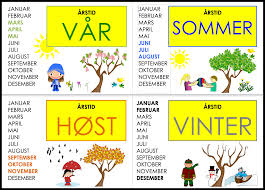 JANUAR
FEBRUAR
MARS
APRIL
MAI
JUNI
JULI
AUGUST
SEPTEMBER
OKTOBER
NOVEMBER
DESEMBER
ÅRSTID
VÅR
JANUAR
FEBRUAR
MARS
APRIL
MAI
JUNI
JULI
AUGUST
SEPTEMBER
OKTOBER
NOVEMBER
DESEMBER
ÅRSTID
SOMMER
JANUAR
FEBRUAR
MARS
APRIL
MAI
JUNI
JULI
AUGUST
SEPTEMBER
OKTOBER
NOVEMBER
DESEMBER
ÅRSTID
HØST
JANUAR
FEBRUAR
MARS
APRIL
MAI
JUNI
JULI
AUGUST
SEPTEMBER
OKTOBER
NOVEMBER
DESEMBER
ÅRSTID
VINTER